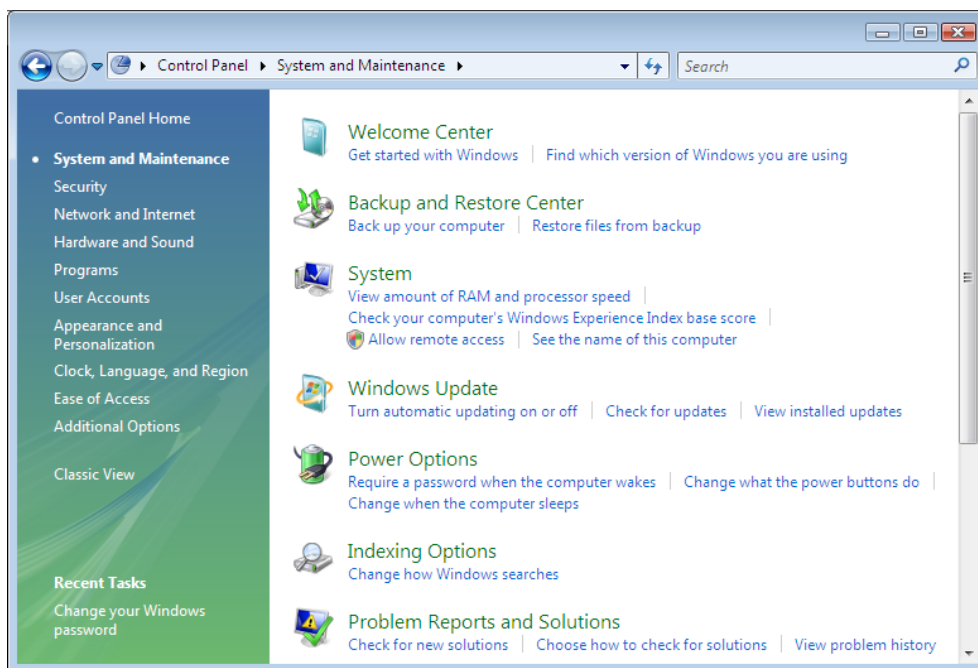 Control Panel System and Maintenance
Search
Control Panel Home
System and Maintenance
Security
Network and Internet
Hardware and Sound
Programs
User Accounts
Appearance and
Personalization
Clock, Language, and Region
Ease of Access
Additional Options
Classic View
Recent Tasks
Change your Windows
password
Welcome Center
Get started with Windows Find which version of Windows you are using
Backup and Restore Center
Back up your computer Restore files from backup
System
View amount of RAM and processor speed
Check your computer's Windows Experience Index base score
Allow remote access See the name of this computer
Windows Update
Turn automatic updating on or off Check for updates View installed updates
Power Options
Require a password when the computer wakes Change what the power buttons do
Change when the computer sleeps
Indexing Options
Change how Windows searches
Problem Reports and Solutions
Check for new solutions Choose how to check for solutions View problem history